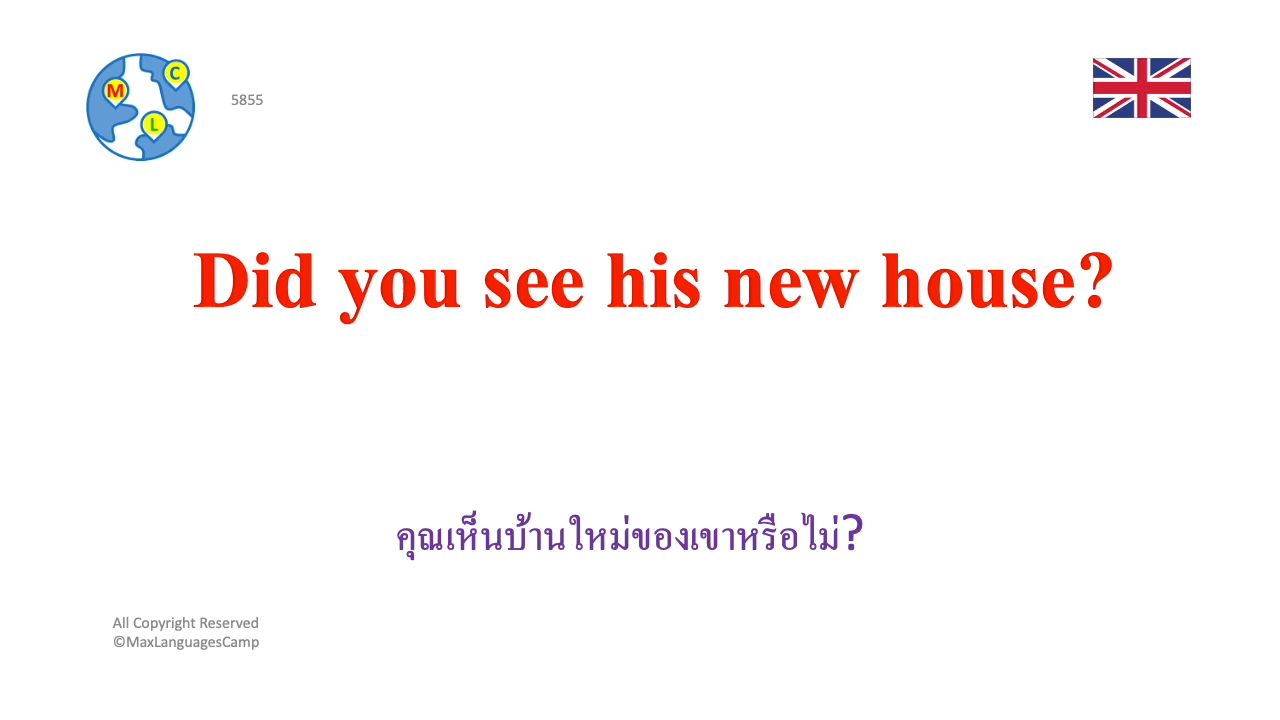 M
C
L
5855
Did you see his new house?
คุณเห็นบ้านใหม่ของเขาหรือไม่?
All Copyright Reserved
©MaxLanguagesCamp